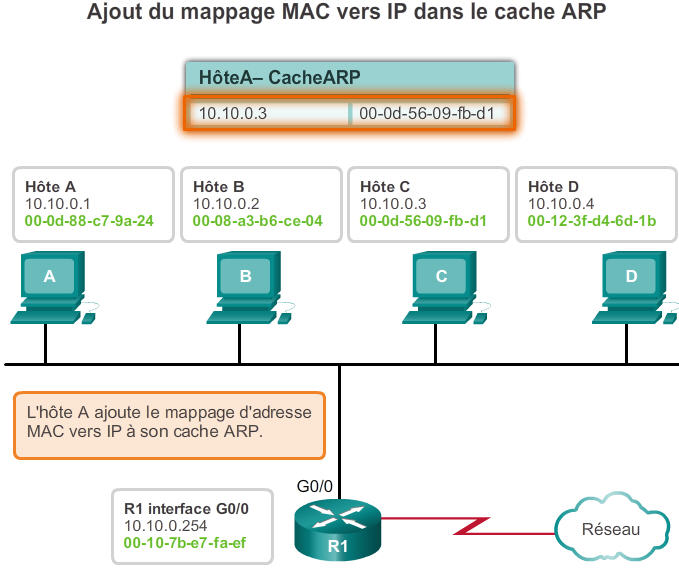 Ajout du mappage MAC vers IP dans le cache ARP
HôteA– CacheARP
10.10.0.3 00-0d-56-09-fb-d1
Hôte A
10.10.0.1
00-0d-88-c7-9a-24
Hôte B
10.10.0.2
00-08-a3-b6-ce-04
Hôte C
10.10.0.3
00-0d-56-09-fb-d1
Hôte D
10.10.0.4
00-12-3f-d4-6d-1b
A
B
C
D
L'hôte A ajoute le mappage d'adresse
MAC vers IP à son cache ARP.
G0/0
R1 interface G0/0
10.10.0.254
00-10-7b-e7-fa-ef
R1
Réseau